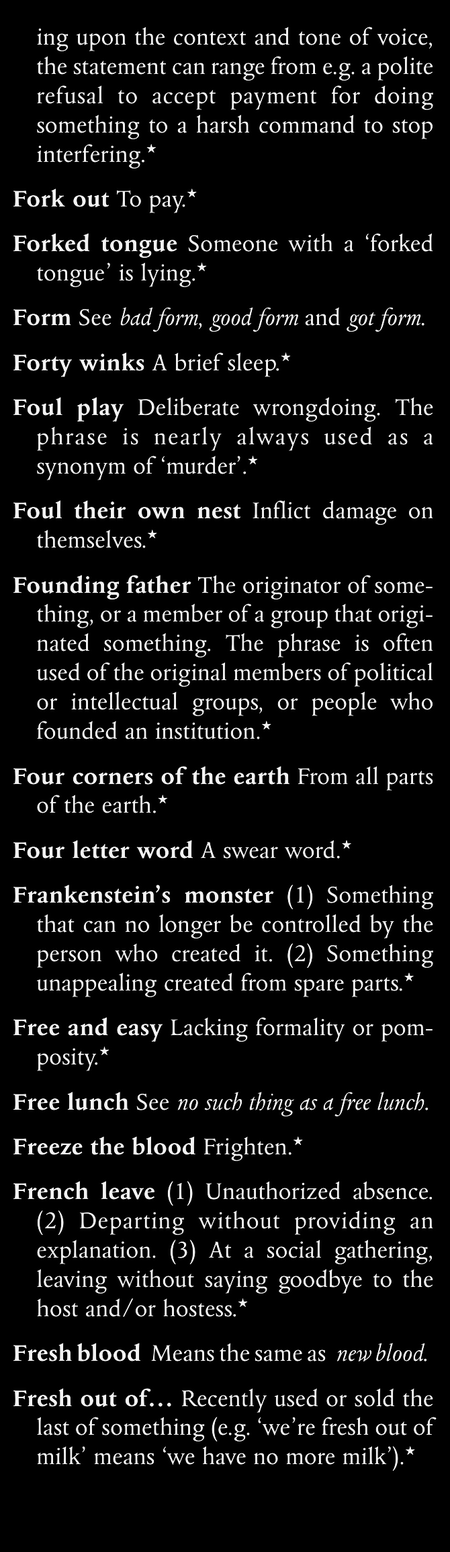 ing upon the context and tone of voice,
the statement can range from e.g. a polite
refusal to accept payment for doing
something to a harsh command to stop
interfering.★
Fork out To pay.★
Forked tongue Someone with a ‘forked
tongue’ is lying.★
Form See bad form, good form and got form.
Forty winks A brief sleep.★
Foul play Deliberate wrongdoing. The
phrase is nearly always used as a
synonym of ‘murder’.★
Foul their own nest Inflict damage on
themselves.★
Founding father The originator of some-
thing, or a member of a group that origi-
nated something. The phrase is often
used of the original members of political
or intellectual groups, or people who
founded an institution.★
Four corners of the earth From all parts
of the earth.★
Four letter word A swear word.★
Frankenstein’s monster (1) Something
that can no longer be controlled by the
person who created it. (2) Something
unappealing created from spare parts.★
Free and easy Lacking formality or pom-
posity.★
Free lunch See no such thing as a free lunch.
Freeze the blood Frighten.★
French leave (1) Unauthorized absence.
(2) Departing without providing an
explanation. (3) At a social gathering,
leaving without saying goodbye to the
host and/or hostess.★
Fresh blood Means the same as new blood.
Fresh out of… Recently used or sold the
last of something (e.g. ‘we’re fresh out of
milk’ means ‘we have no more milk’).★